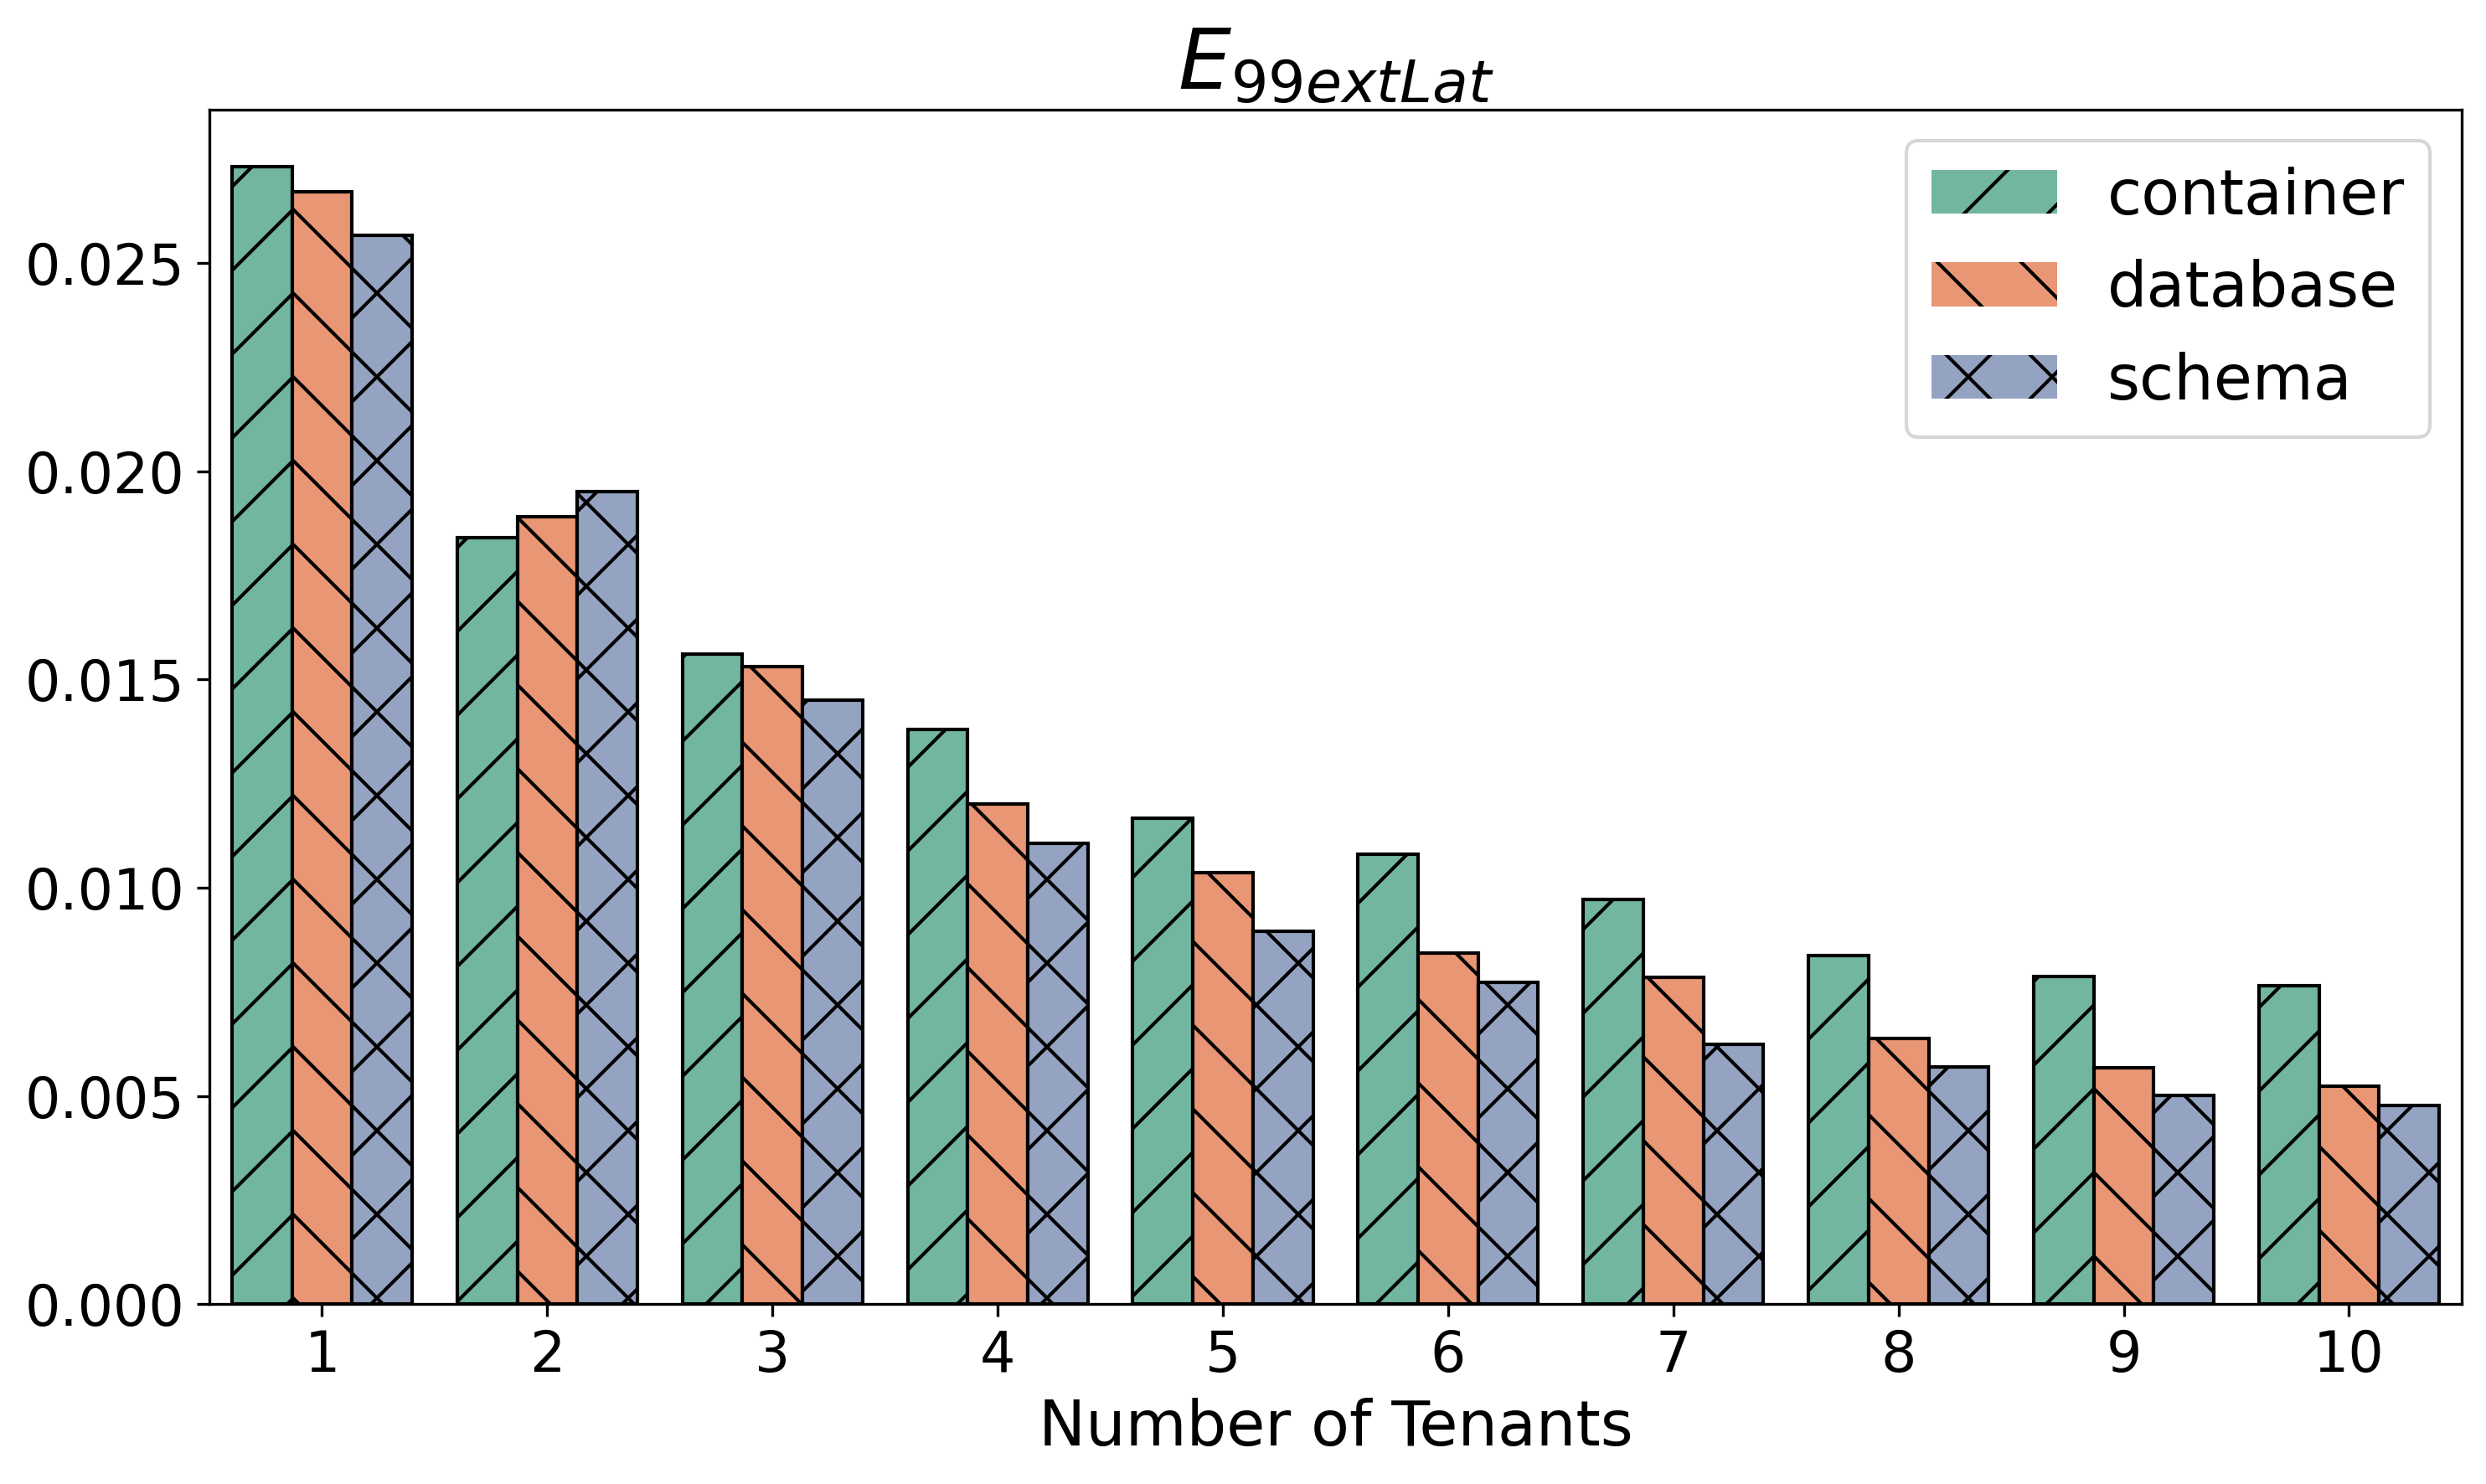 E99extLat
container
database
schema
0.025
0.020
0.015
0.010
0.005
0.000
1 2 3 4 5 6 7 8 9 10
Number of Tenants